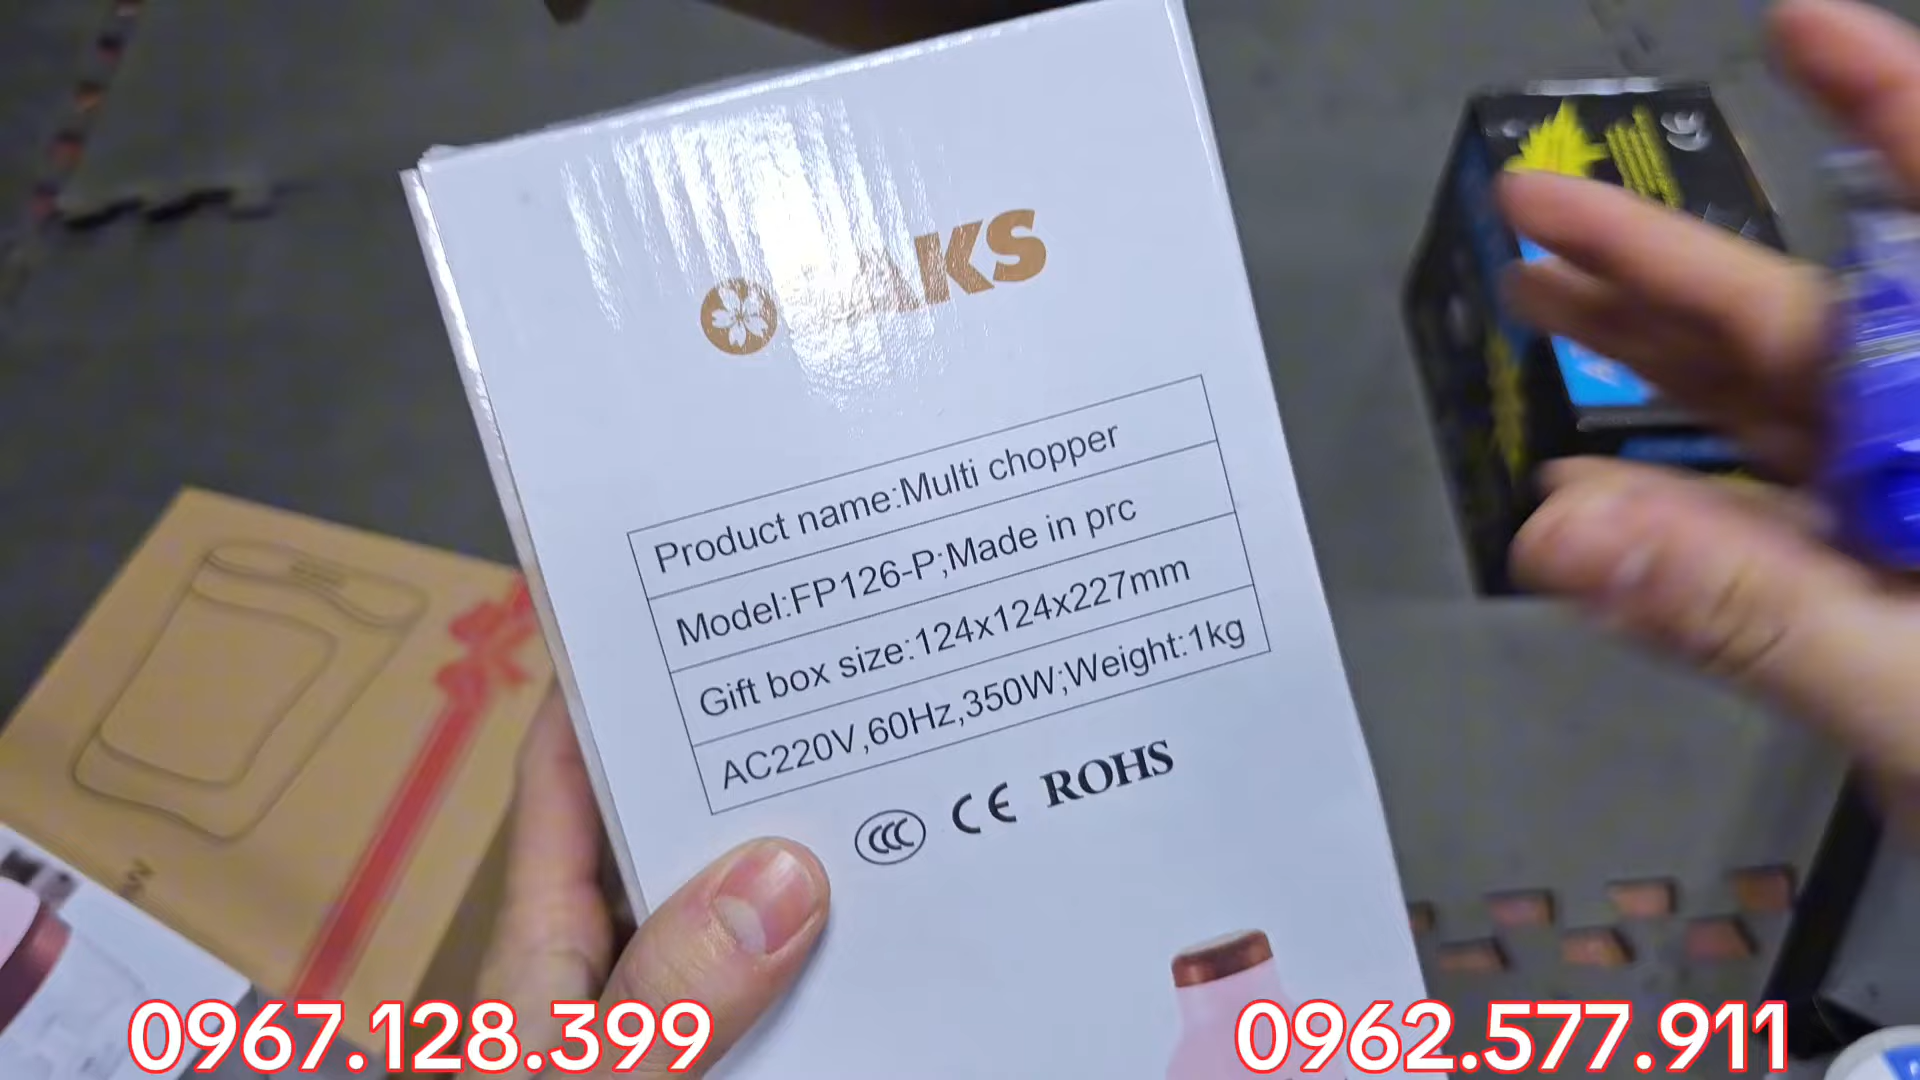 Product name:Multi chopper
Model:FP126-P;Made in prc
Gift box size:124x124x227mm
AC220V,60Hz,350W;Weight:1kg
CCC CE ROHS
0967.128.399
0962.577.911